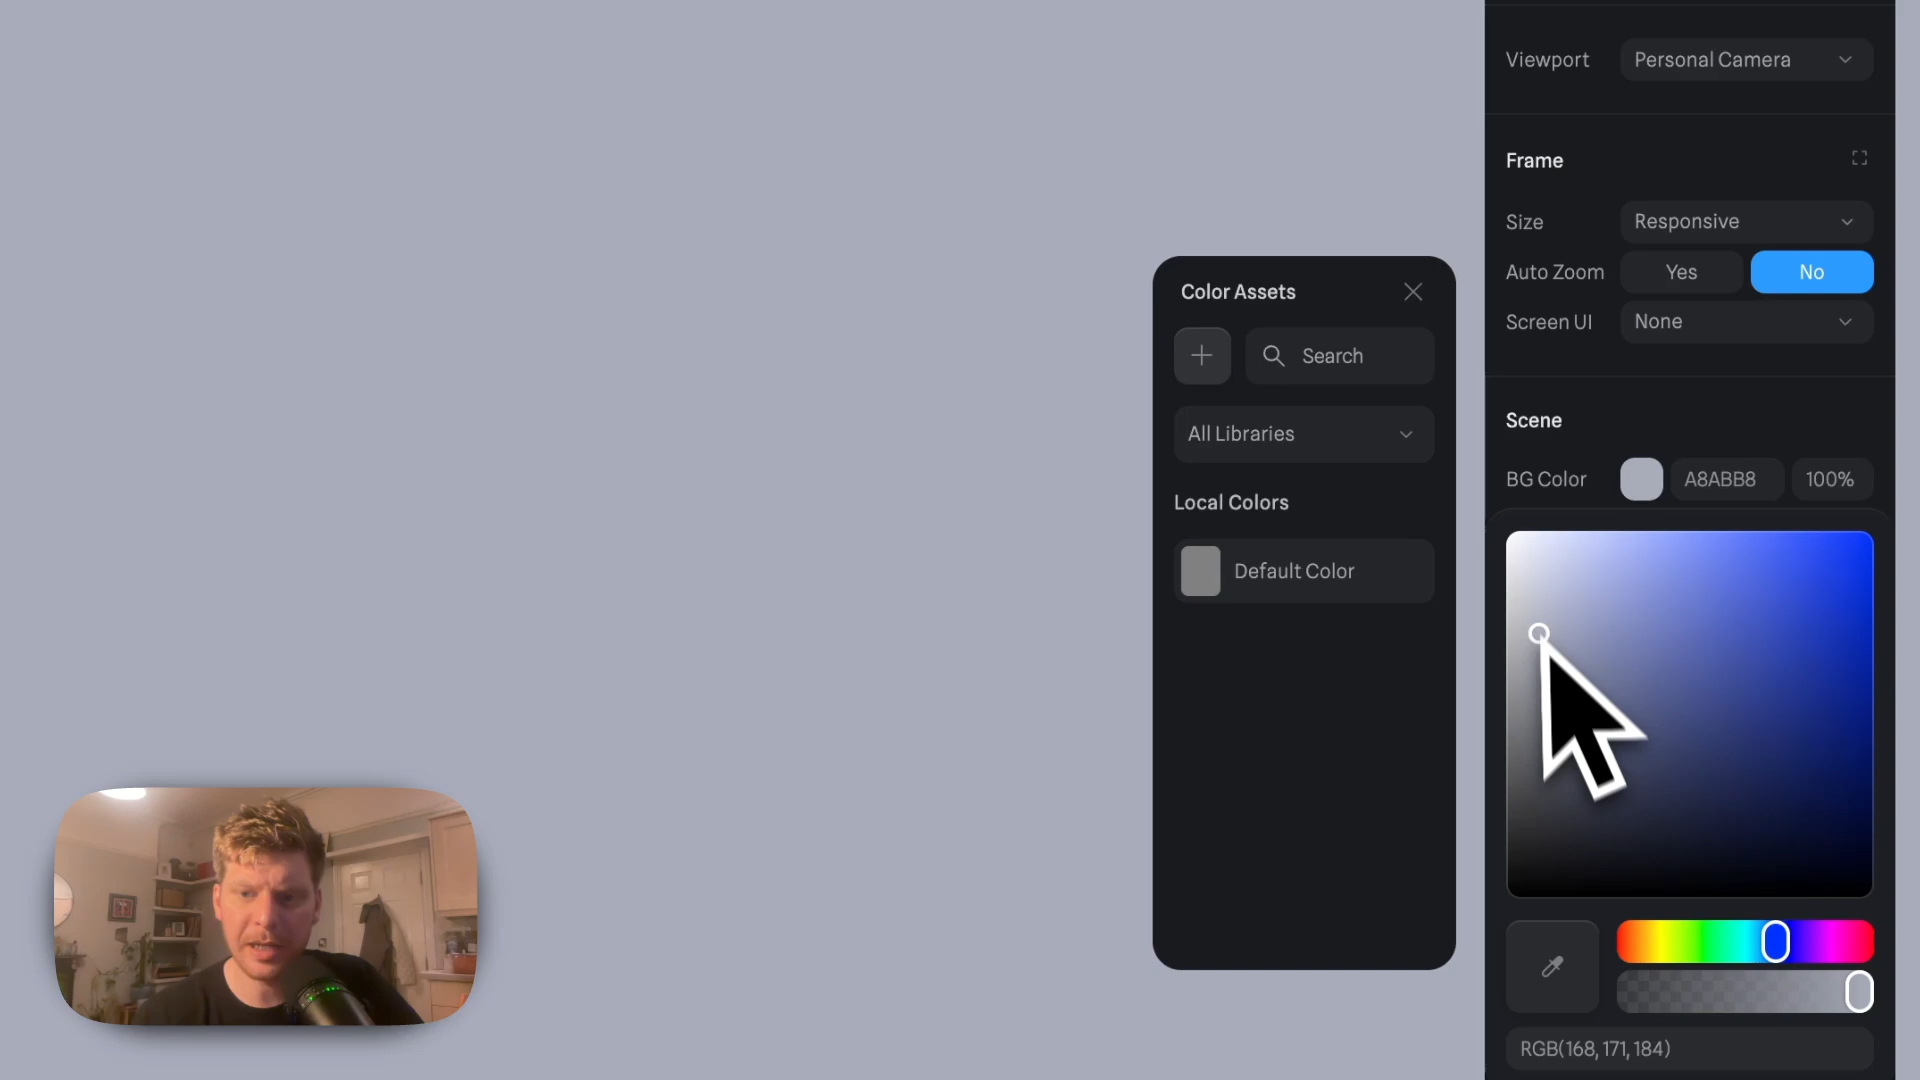 Viewport
Personal Camera
Frame
Size
Responsive
Auto Zoom
Yes
No
Screen UI
None
Scene
BG Color
A8ABB8
100%
RGB(168, 171, 184)
Color Assets
Search
All Libraries
Local Colors
Default Color